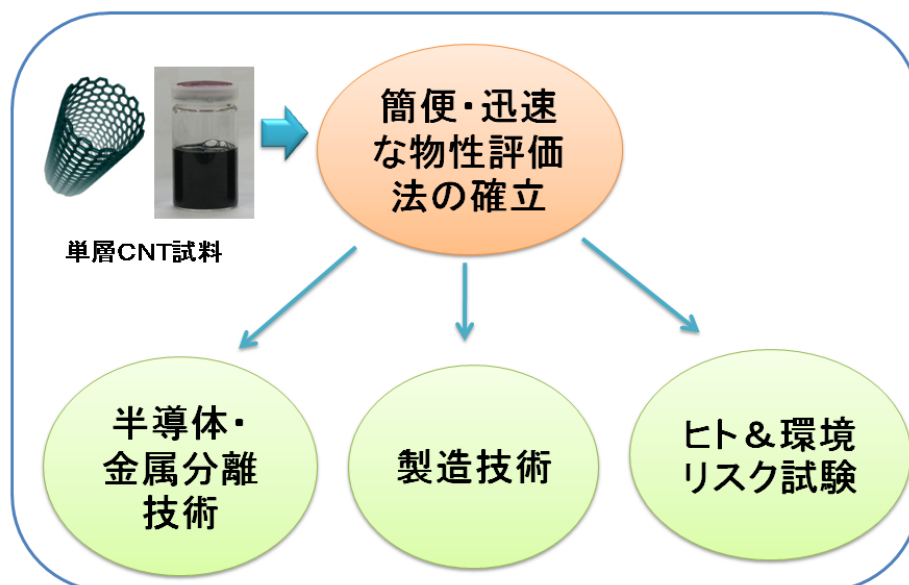 簡便・迅速
な物性評価
法の確立
単層CNT試料
半導体・
金属分離
技術
製造技術
ヒト＆環境
リスク試験